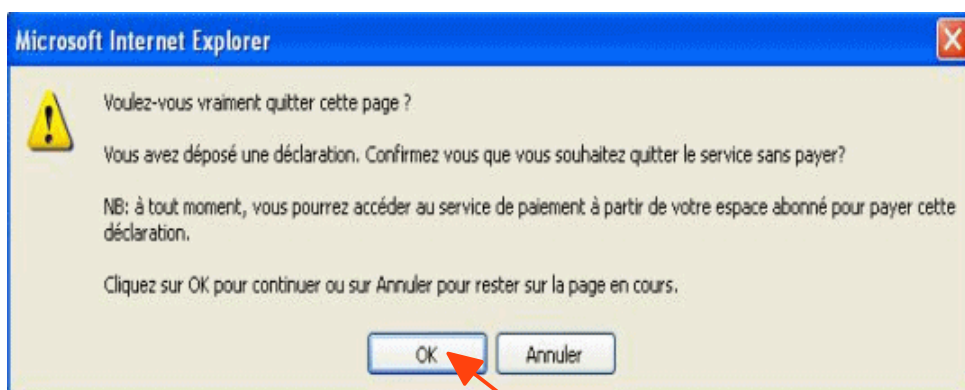 Microsoft Internet Explorer
Voulez-vous vraiment quitter cette page ?
Vous avez déposé une déclaration. Confirmez vous que vous souhaitez quitter le service sans payer?
NB: à tout moment, vous pourrez accéder au service de paiement à partir de votre espace abonné pour payer cette
déclaration.
Cliquez sur OK pour continuer ou sur Annuler pour rester sur la page en cours.
OK Annuler